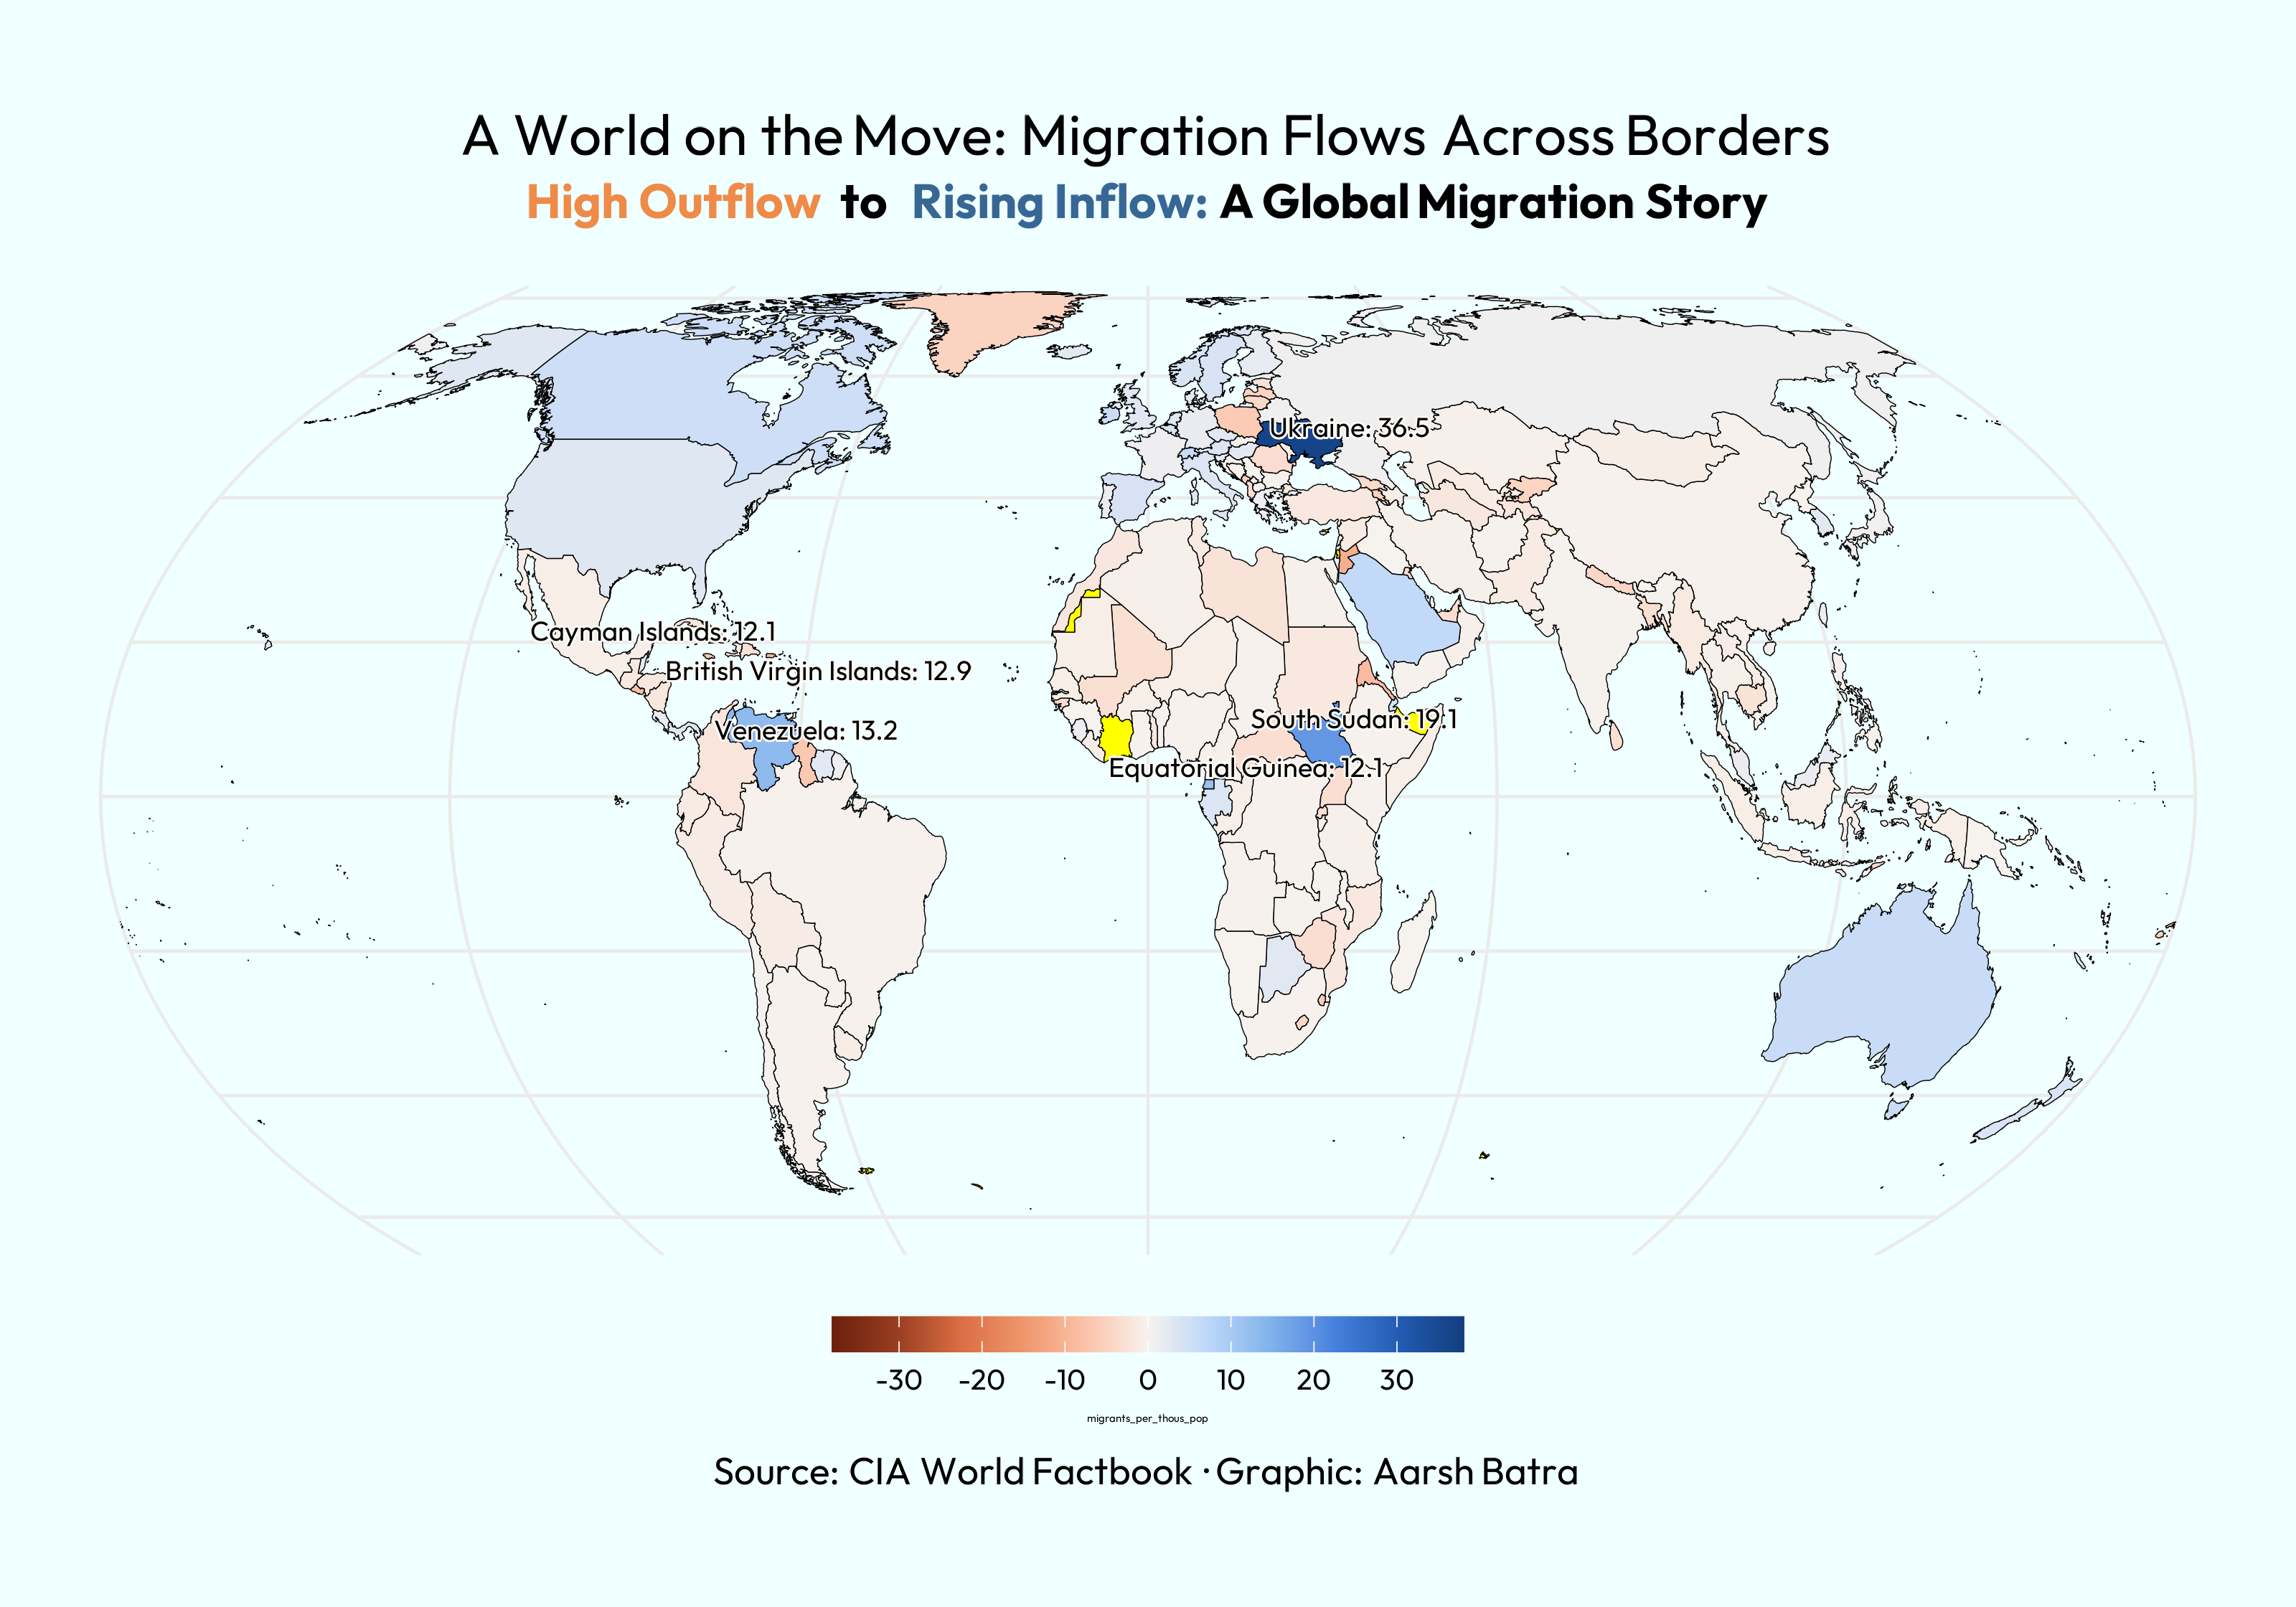 A World on the Move: Migration Flows Across Borders
High Outflow to Rising Inflow: A Global Migration Story
Ukraine: 36.5
Cayman Islands: 12.1
British Virgin Islands: 12.9
South Sudan: 19.1
Venezuela: 13.2
Equatorial Guinea: 12.1
-30 -20 -10 0 10 20 30
migrants_per_thous_pop
Source: CIA World Factbook · Graphic: Aarsh Batra